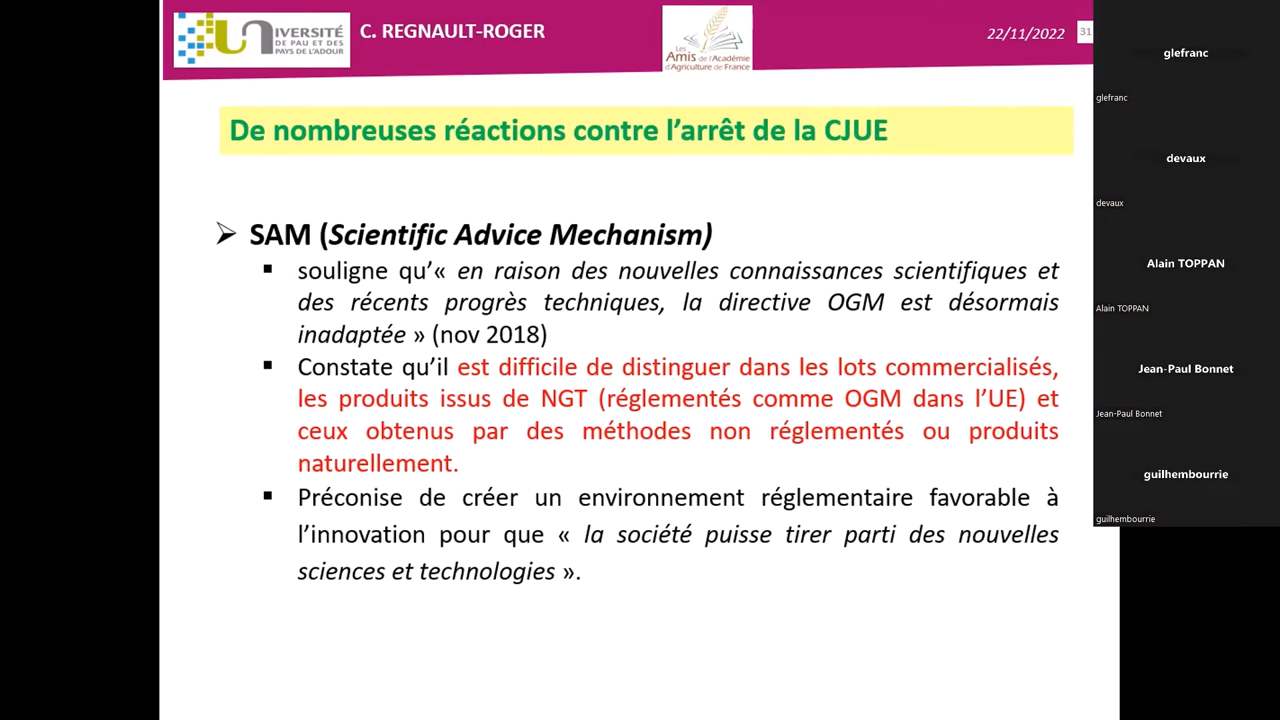 UNIVERSITÉ
DE PAU ET DES
PAYS DE L'ADOUR
C. REGNAULT-ROGER
Les
Amis de l'Académie
d'Agriculture de France
22/11/2022
31
De nombreuses réactions contre l’arrêt de la CJUE
➢ SAM (Scientific Advice Mechanism)
▪ souligne qu’« en raison des nouvelles connaissances scientifiques et
des récents progrès techniques, la directive OGM est désormais
inadaptée » (nov 2018)
▪ Constate qu’il est difficile de distinguer dans les lots commercialisés,
les produits issus de NGT (réglementés comme OGM dans l’UE) et
ceux obtenus par des méthodes non réglementés ou produits
naturellement.
▪ Préconise de créer un environnement réglementaire favorable à
l’innovation pour que « la société puisse tirer parti des nouvelles
sciences et technologies ».
glefranc
glefranc
devaux
devaux
Alain TOPPAN
Alain TOPPAN
Jean-Paul Bonnet
Jean-Paul Bonnet
guilhembourrie
guilhembourrie